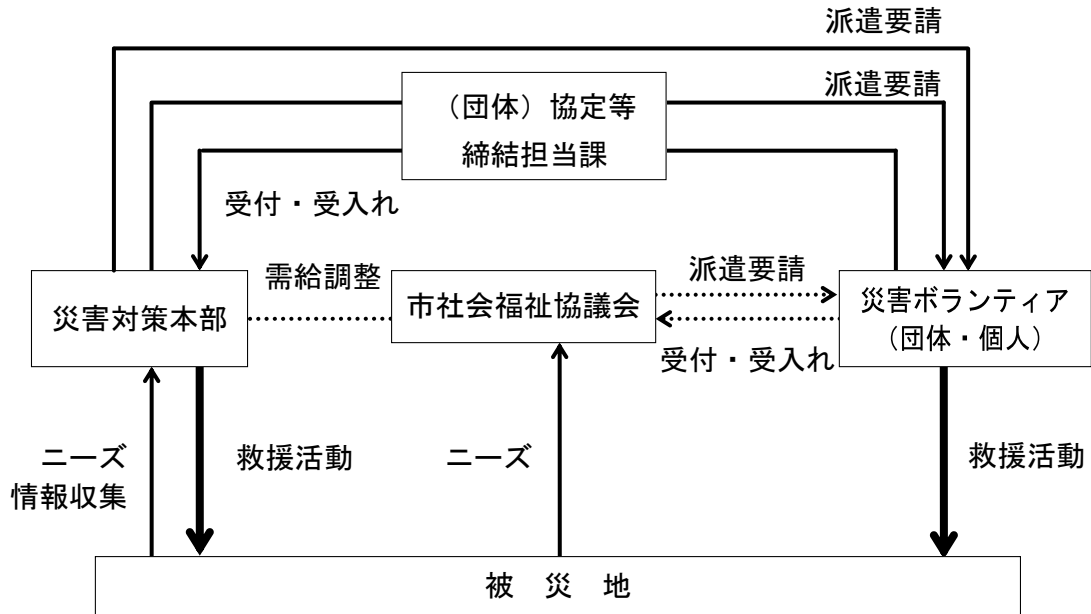 派遣要請
派遣要請
（団体）協定等
締結担当課
受付・受入れ
需給調整
派遣要請
災害対策本部
市社会福祉協議会
災害ボランティア
（団体・個人）
受付・受入れ
ニーズ
情報収集
救援活動
ニーズ
救援活動
被　災　地